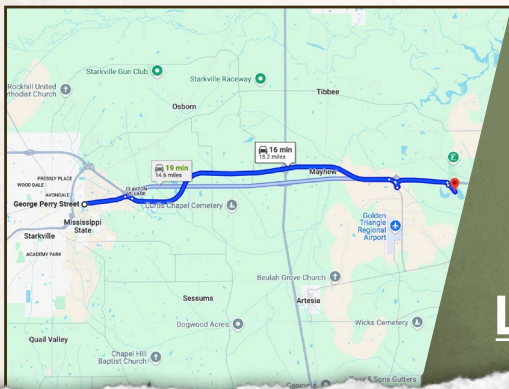 Starkville Gun Club
Starkville Raceway
Rockhill United
Methodist Church
Tibbee
Osborn
16 min
15.2 miles
19 min
14.6 miles
Mayhew
PRESSLY PLACE
WOOD DALE
CLAYTON
VILLAGE
AVONDALE
George Perry Street
Curtis Chapel Cemetery
Mississippi
State
Starkville
Golden
Triangle
Regional
Airport
ACADEMY PARK
Beulah Grove Church
Sessums
Artesia
Dogwood Acres
Wicks Cemetery
Quail Valley
Chapel Hill
Baptist Church
& Sons Gutters
L